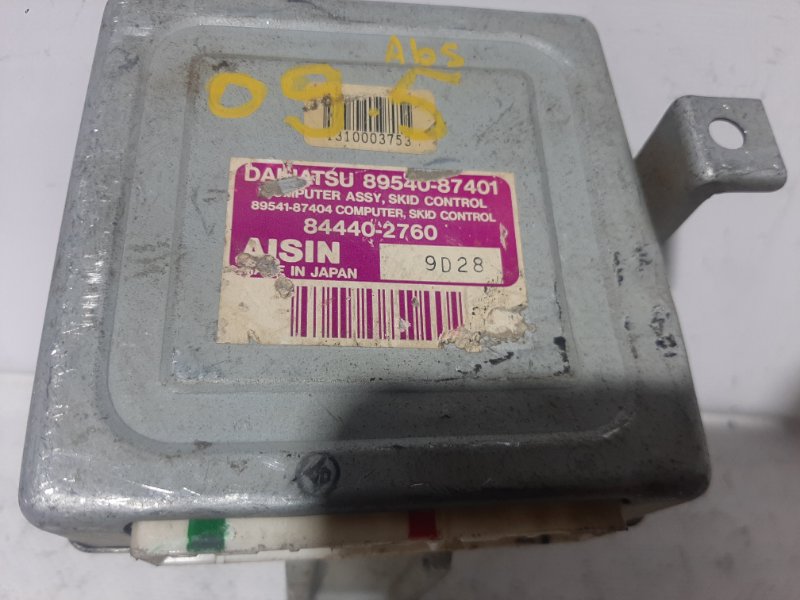 Abs
09.5
1310003753
DAIHATSU 89540-87401
COMPUTER ASSY, SKID CONTROL
89541-87404 COMPUTER, SKID CONTROL
84440-2760
AISIN
9D28
MADE IN JAPAN